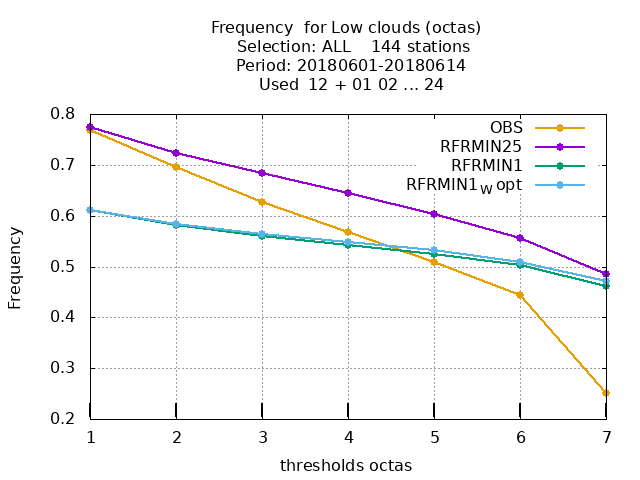 Frequency  for Low clouds (octas)
Selection: ALL    144 stations
Period: 20180601-20180614
Used  12 + 01 02 ... 24
OBS
RFRMIN25
RFRMIN1
RFRMIN1w opt
Frequency
0.8
0.7
0.6
0.5
0.4
0.3
0.2
1 2 3 4 5 6 7
thresholds octas